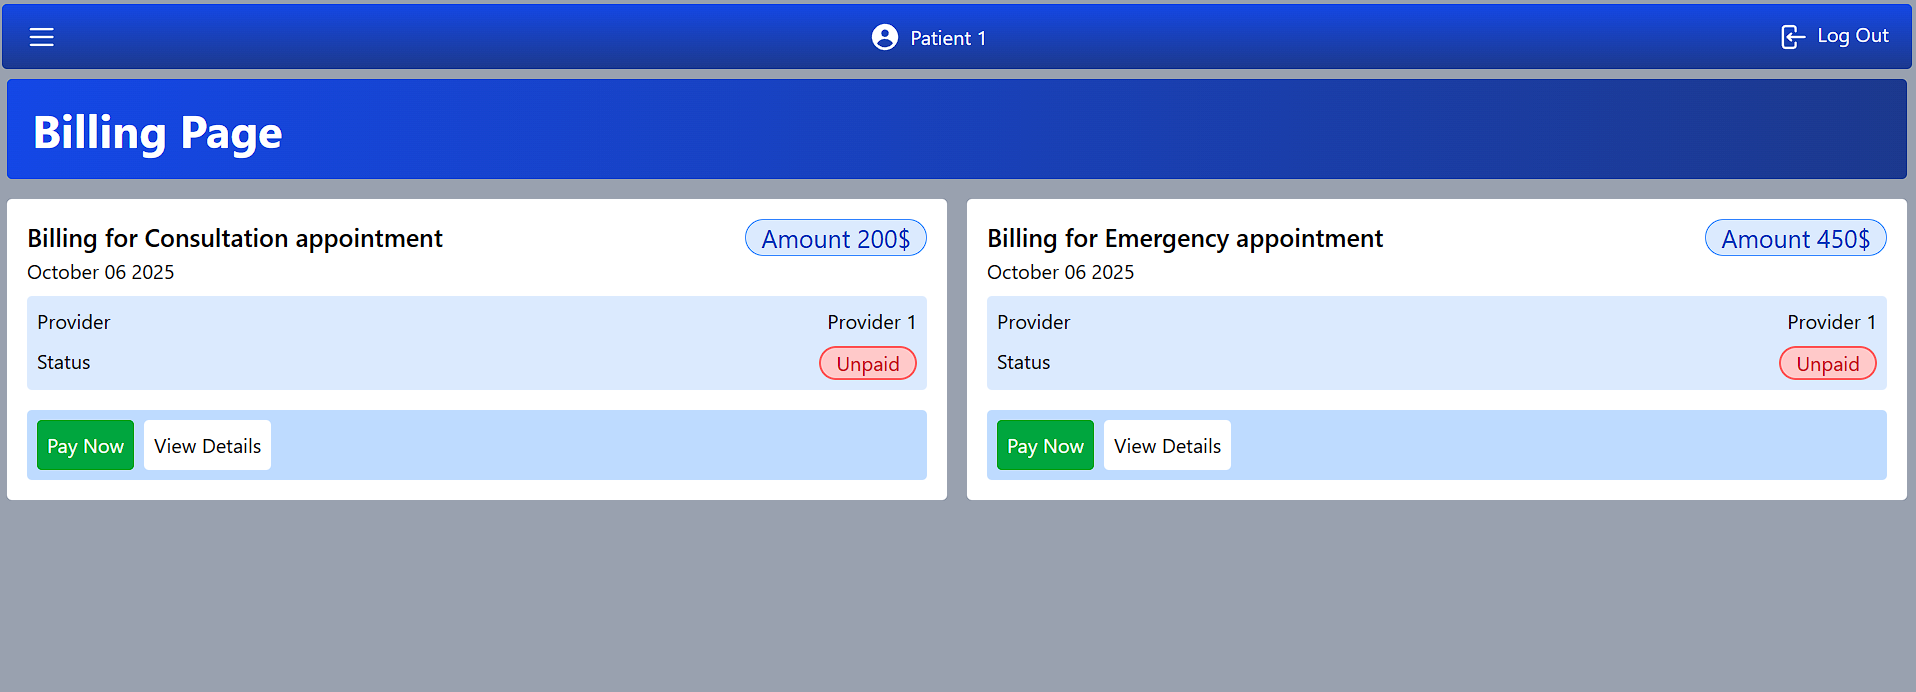 Patient 1
Log Out
Billing Page
Billing for Consultation appointment
Amount 200$
October 06 2025
Provider
Provider 1
Status
Unpaid
Pay Now
View Details
Billing for Emergency appointment
Amount 450$
October 06 2025
Provider
Provider 1
Status
Unpaid
Pay Now
View Details